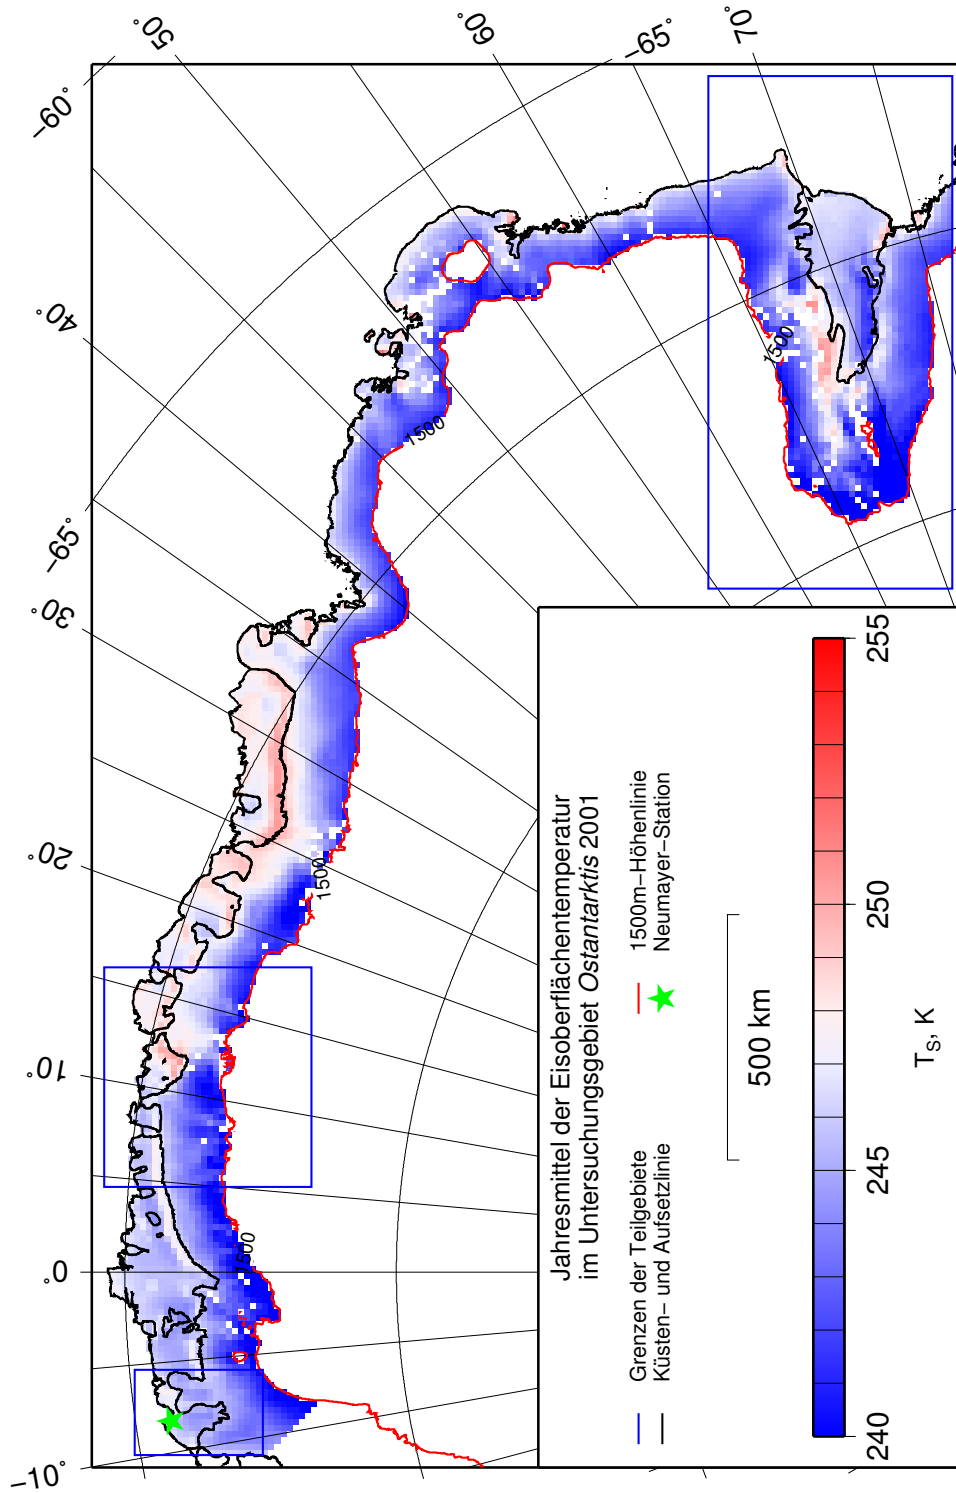 −10°
0°
10°
20°
30°
−65°
40°
−60°
50°
60°
−65°
70°
1500
1500
1500
1500
Jahresmittel der Eisoberflächentemperatur
im Untersuchungsgebiet Ostantarktis 2001
Grenzen der Teilgebiete
Küsten− und Aufsetzlinie
1500m−Höhenlinie
Neumayer−Station
500 km
240
245
250
255
T_S, K